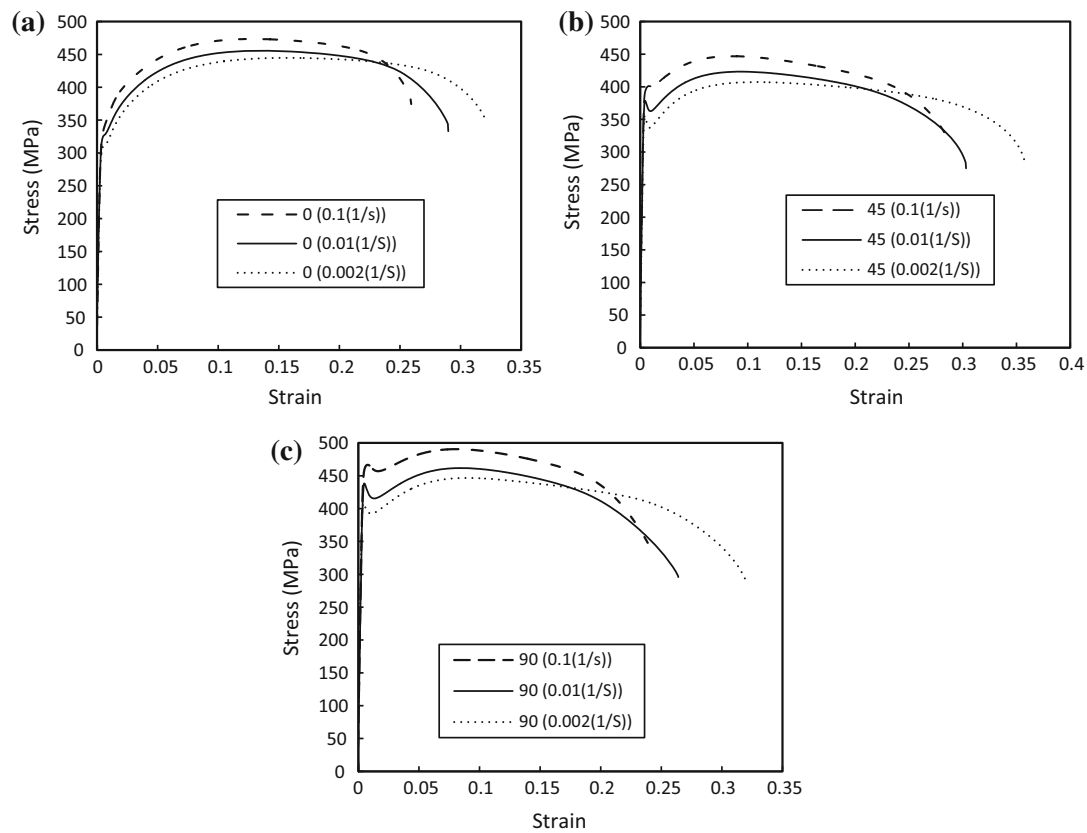 (a)
500
450
400
350
300
250
200
150
100
50
0
Stress (MPa)
0 (0.1(1/s))
0 (0.01(1/S))
0 (0.002(1/S))
0 0.05 0.1 0.15 0.2 0.25 0.3 0.35
Strain
(b)
500
450
400
350
300
250
200
150
100
50
0
Stress (MPa)
45 (0.1(1/s))
45 (0.01(1/S))
45 (0.002(1/S))
0 0.05 0.1 0.15 0.2 0.25 0.3 0.35 0.4
Strain
(c)
500
450
400
350
300
250
200
150
100
50
0
Stress (MPa)
90 (0.1(1/s))
90 (0.01(1/S))
90 (0.002(1/S))
0 0.05 0.1 0.15 0.2 0.25 0.3 0.35
Strain